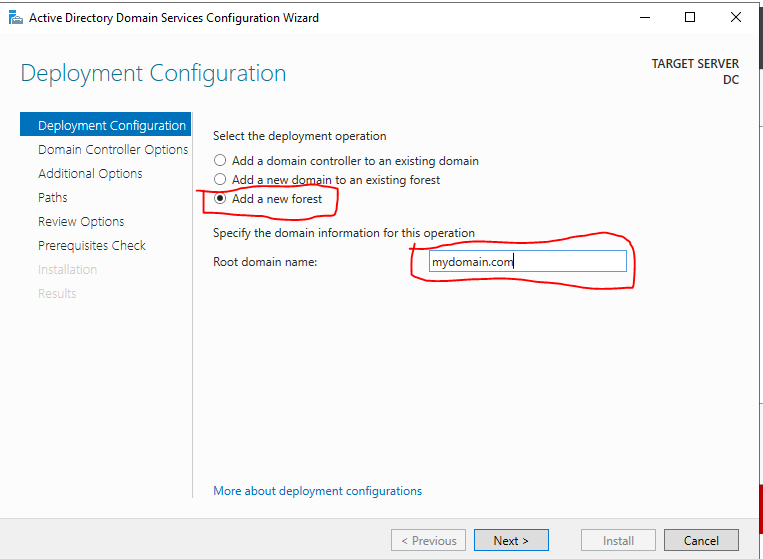 Active Directory Domain Services Configuration Wizard
Deployment Configuration
TARGET SERVER
DC
Deployment Configuration
Domain Controller Options
Additional Options
Paths
Review Options
Prerequisites Check
Installation
Results
Select the deployment operation
Add a domain controller to an existing domain
Add a new domain to an existing forest
Add a new forest
Specify the domain information for this operation
Root domain name:
mydomain.com
More about deployment configurations
< Previous
Next >
Install
Cancel